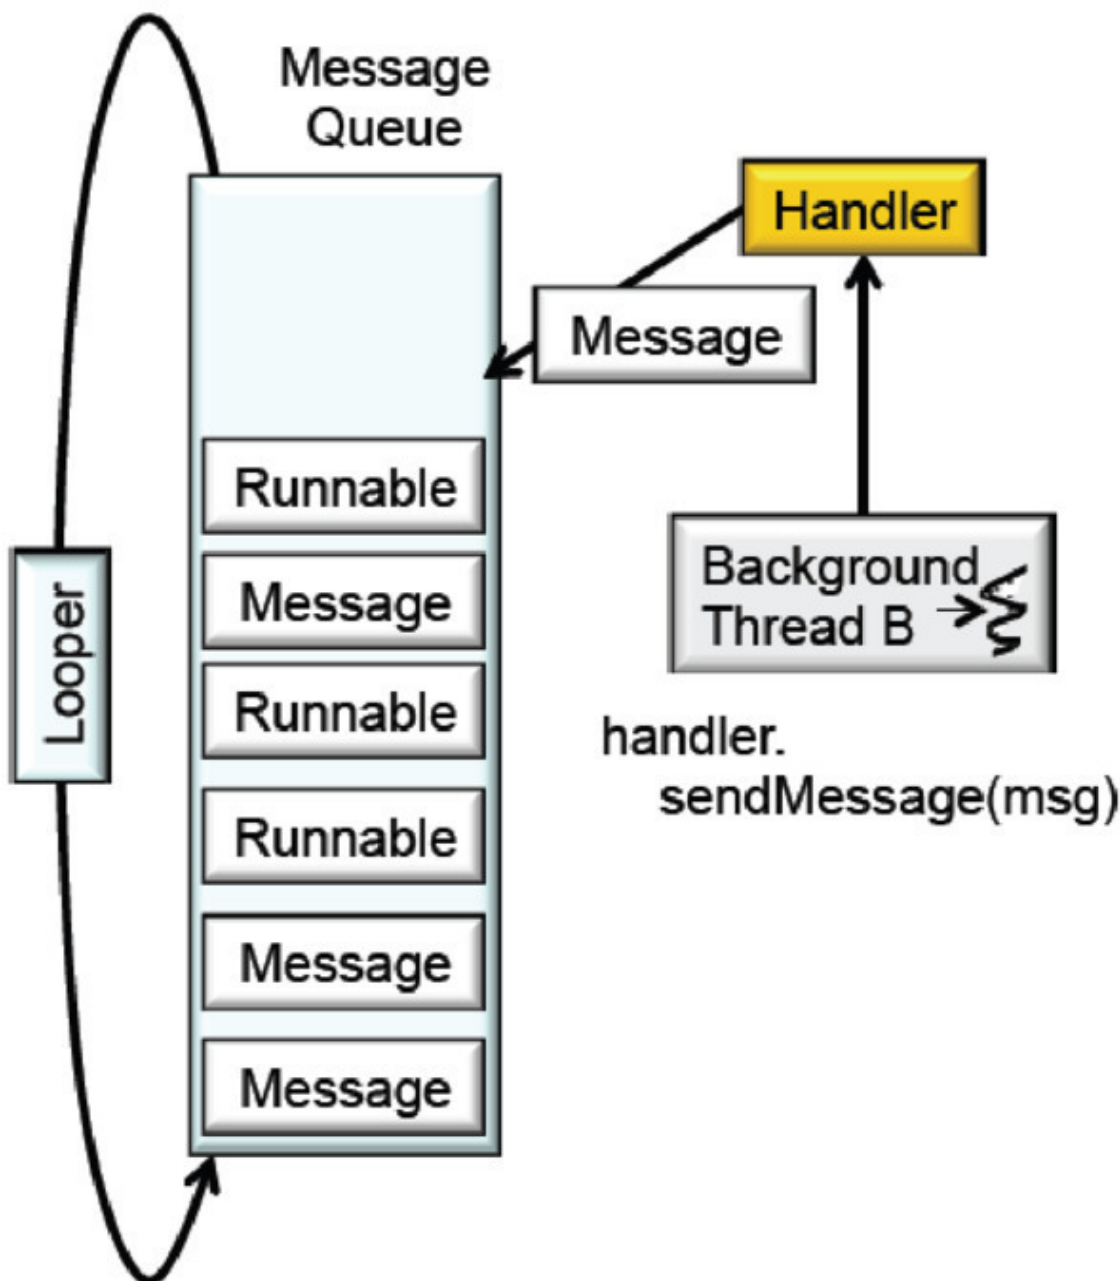 Message
Queue
Handler
Message
Runnable
Message
Runnable
Runnable
Message
Message
Looper
Background
Thread B
handler.
sendMessage(msg)